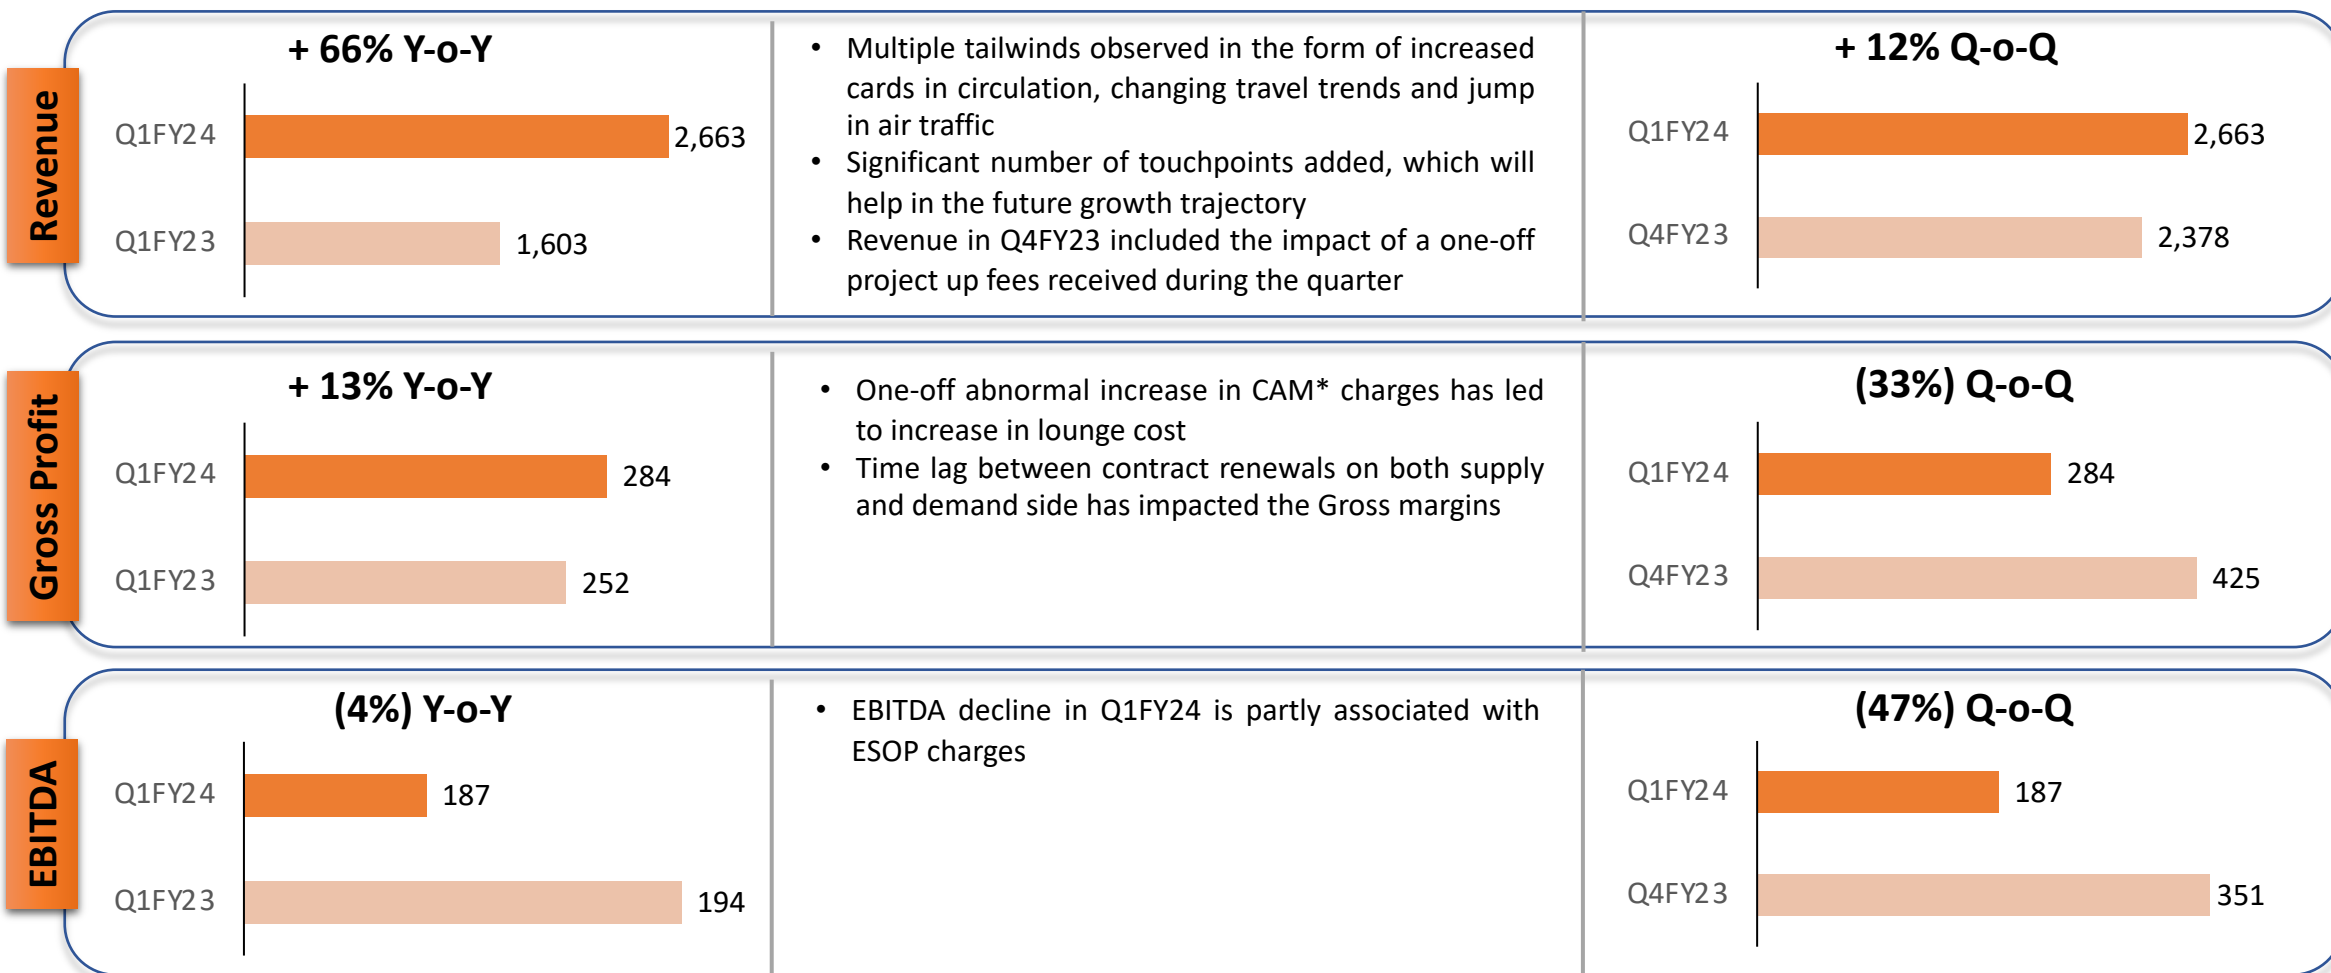 Revenue
+ 66% Y-o-Y
Q1FY24
2,663
Q1FY23
1,603
• Multiple tailwinds observed in the form of increased
cards in circulation, changing travel trends and jump
in air traffic
• Significant number of touchpoints added, which will
help in the future growth trajectory
• Revenue in Q4FY23 included the impact of a one-off
project up fees received during the quarter
+ 12% Q-o-Q
Q1FY24
2,663
Q4FY23
2,378
Gross Profit
+ 13% Y-o-Y
Q1FY24
284
Q1FY23
252
• One-off abnormal increase in CAM* charges has led
to increase in lounge cost
• Time lag between contract renewals on both supply
and demand side has impacted the Gross margins
(33%) Q-o-Q
Q1FY24
284
Q4FY23
425
EBITDA
(4%) Y-o-Y
Q1FY24
187
Q1FY23
194
• EBITDA decline in Q1FY24 is partly associated with
ESOP charges
(47%) Q-o-Q
Q1FY24
187
Q4FY23
351